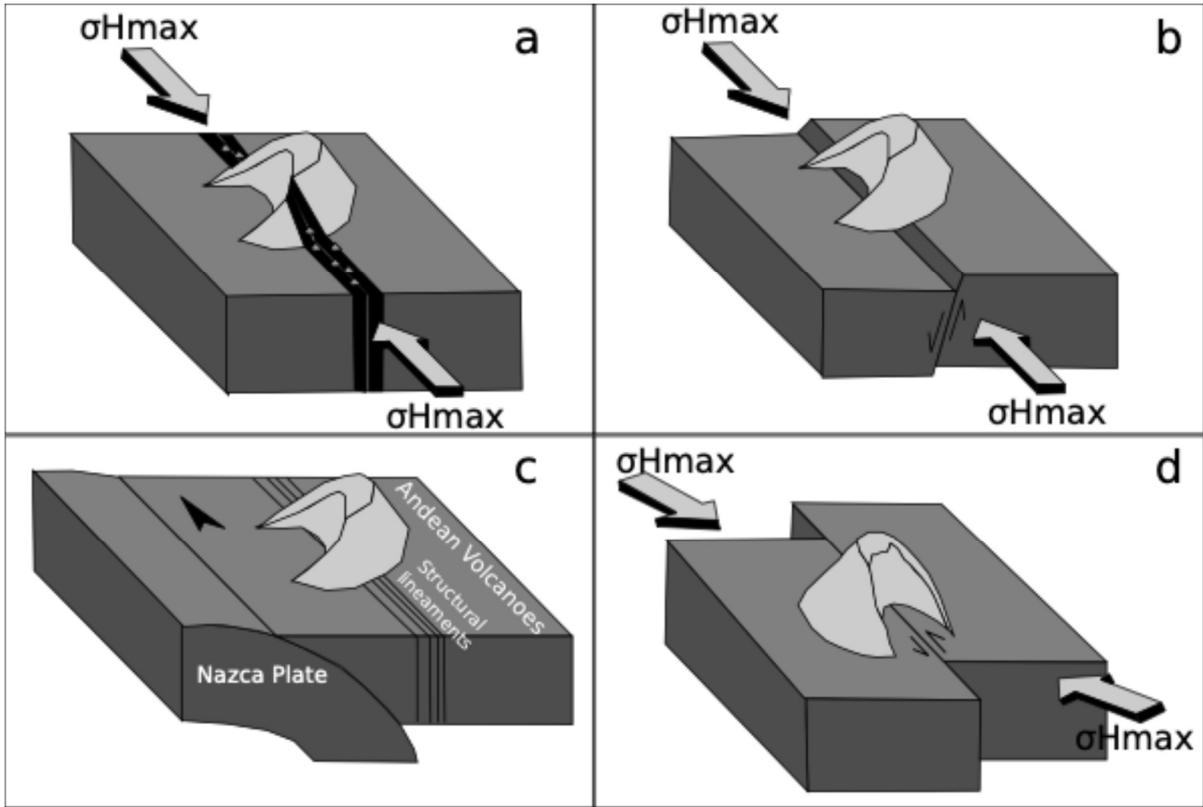 σHmax
a
σHmax
σHmax
b
σHmax
c
Andean Volcanoes
Structural
lineaments
Nazca Plate
d
σHmax
σHmax